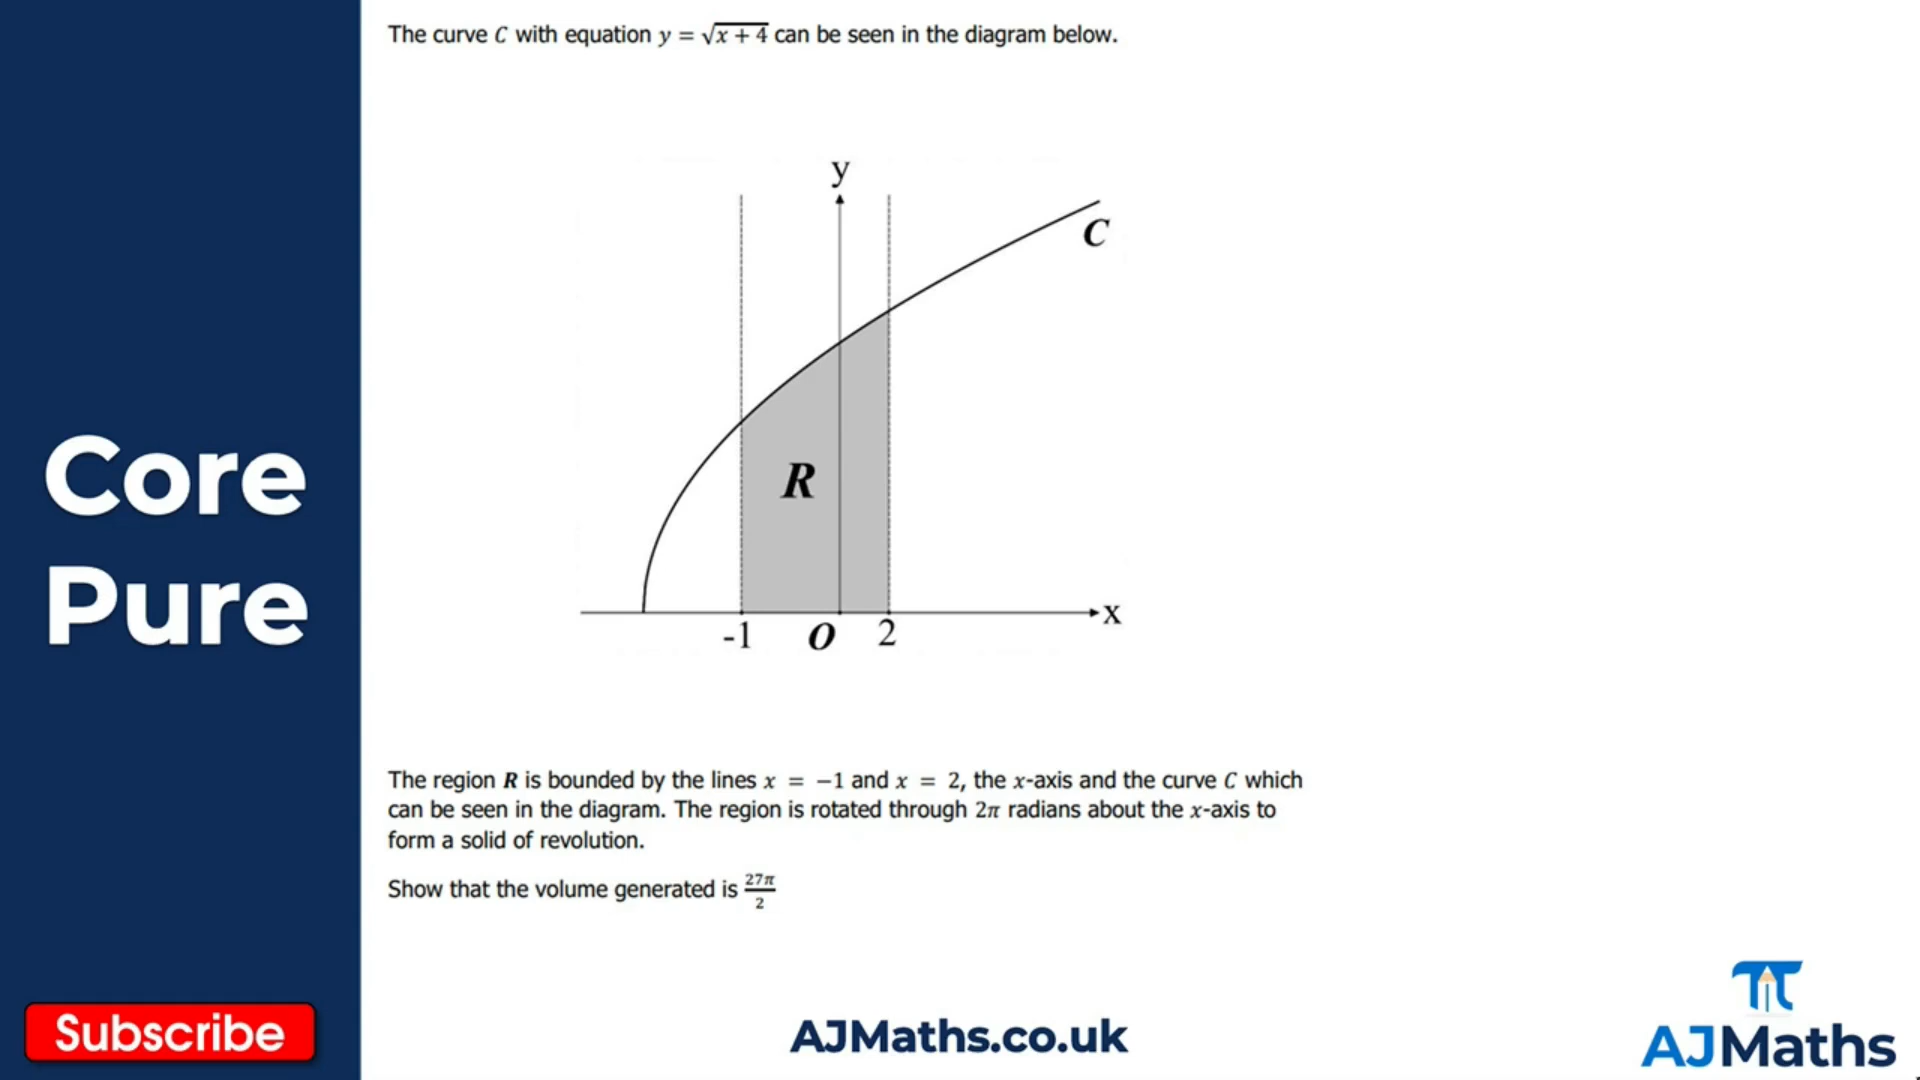 The curve C with equation y = √x + 4 can be seen in the diagram below.
y
C
R
-1 O 2 x
The region R is bounded by the lines x = −1 and x = 2, the x-axis and the curve C which
can be seen in the diagram. The region is rotated through 2π radians about the x-axis to
form a solid of revolution.
Show that the volume generated is 27π/2
Core
Pure
Subscribe
AJMaths.co.uk
AJMaths